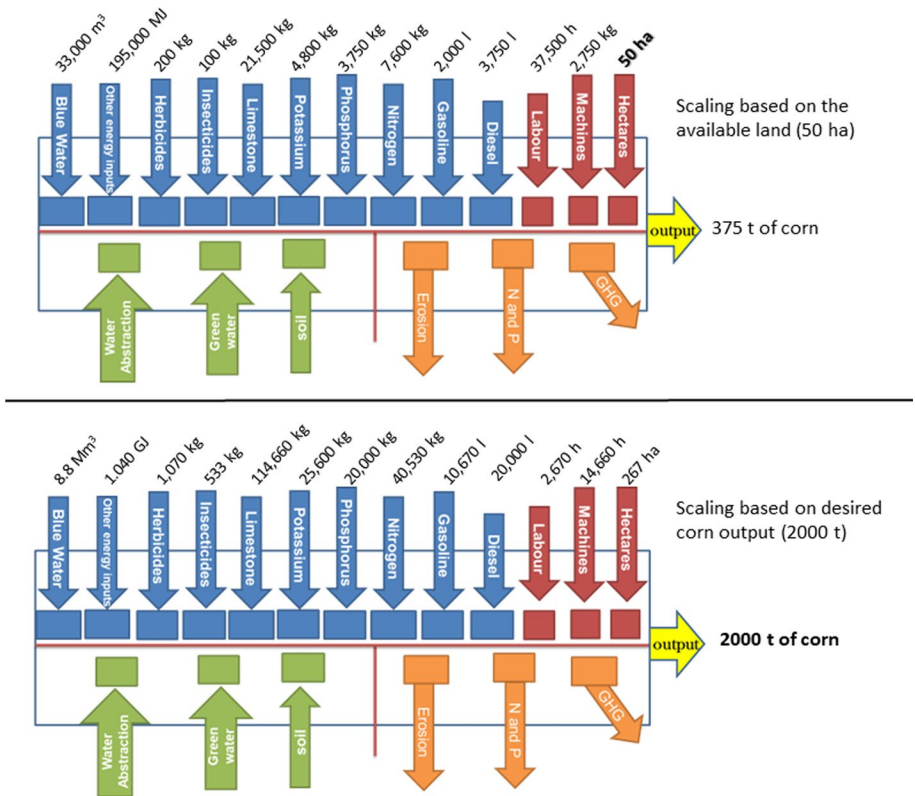 33,000 m³
195,000 MJ
200 kg
100 kg
21,500 kg
4,800 kg
3,750 kg
7,600 kg
2,000 l
3,750 l
37,500 h
2,750 kg
50 ha
Blue Water
Other energy inputs
Herbicides
Insecticides
Limestone
Potassium
Phosphorus
Nitrogen
Gasoline
Diesel
Labour
Machines
Hectares
Scaling based on the
available land (50 ha)
output
375 t of corn
Water
Abstraction
Green
water
soil
Erosion
N and P
GHG
8.8 Mm³
1.040 GJ
1,070 kg
533 kg
114,660 kg
25,600 kg
20,000 kg
40,530 kg
10,670 l
20,000 l
2,670 h
14,660 h
267 ha
Blue Water
Other energy inputs
Herbicides
Insecticides
Limestone
Potassium
Phosphorus
Nitrogen
Gasoline
Diesel
Labour
Machines
Hectares
Scaling based on desired
corn output (2000 t)
output
2000 t of corn
Water
Abstraction
Green
water
soil
Erosion
N and P
GHG